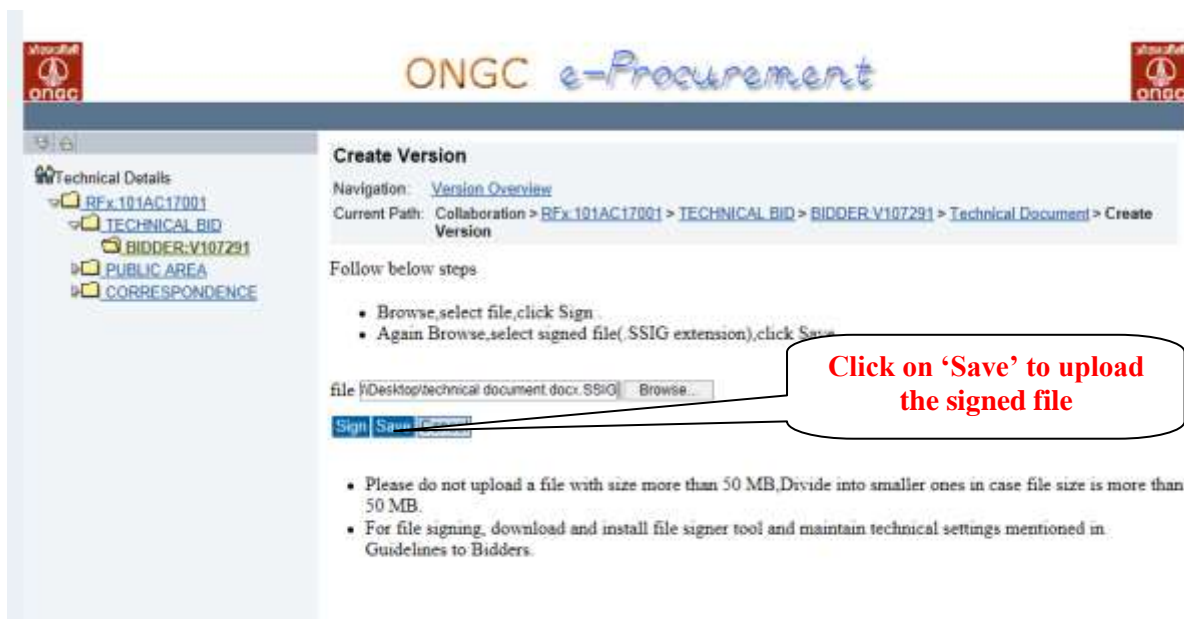 ongc
ONGC e-Procurement
ongc
Technical Details
RFx:101AC17001
TECHNICAL BID
BIDDER:V107291
PUBLIC AREA
CORRESPONDENCE
Create Version
Navigation: Version Overview
Current Path: Collaboration > RFx:101AC17001 > TECHNICAL BID > BIDDER:V107291 > Technical Document > Create
Version
Follow below steps
• Browse,select file,click Sign .
• Again Browse,select signed file(.SSIG extension),click Save
Click on ‘Save’ to upload
the signed file
file \Desktop\technical document.docx.SSIG Browse...
Sign Save Cancel
• Please do not upload a file with size more than 50 MB,Divide into smaller ones in case file size is more than
50 MB.
• For file signing, download and install file signer tool and maintain technical settings mentioned in
Guidelines to Bidders.